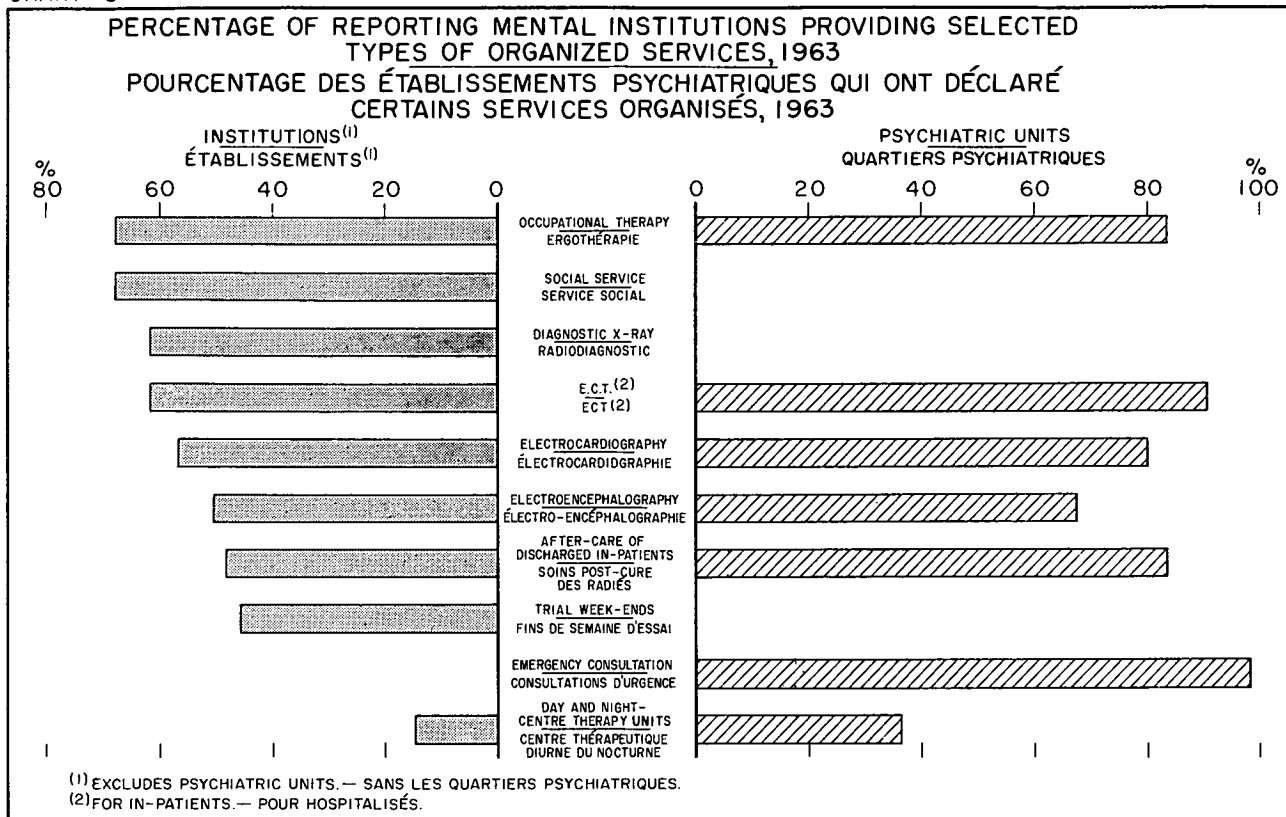 PERCENTAGE OF REPORTING MENTAL INSTITUTIONS PROVIDING SELECTED
TYPES OF ORGANIZED SERVICES, 1963
POURCENTAGE DES ÉTABLISSEMENTS PSYCHIATRIQUES QUI ONT DÉCLARÉ
CERTAINS SERVICES ORGANISÉS, 1963
INSTITUTIONS(1)
ÉTABLISSEMENTS(1)
PSYCHIATRIC UNITS
QUARTIERS PSYCHIATRIQUES
% %
80 60 40 20 0 0 20 40 60 80 100
OCCUPATIONAL THERAPY
ERGOTHÉRAPIE
SOCIAL SERVICE
SERVICE SOCIAL
DIAGNOSTIC X-RAY
RADIODIAGNOSTIC
E.C.T.(2)
ECT(2)
ELECTROCARDIOGRAPHY
ÉLECTROCARDIOGRAPHIE
ELECTROENCEPHALOGRAPHY
ÉLECTRO-ENCÉPHALOGRAPHIE
AFTER-CARE OF
DISCHARGED IN-PATIENTS
SOINS POST-CURE
DES RADIÉS
TRIAL WEEK-ENDS
FINS DE SEMAINE D'ESSAI
EMERGENCY CONSULTATION
CONSULTATIONS D'URGENCE
DAY AND NIGHT-
CENTRE THERAPY UNITS
CENTRE THÉRAPEUTIQUE
DIURNE DU NOCTURNE
(1) EXCLUDES PSYCHIATRIC UNITS.— SANS LES QUARTIERS PSYCHIATRIQUES.
(2) FOR IN-PATIENTS.— POUR HOSPITALISÉS.